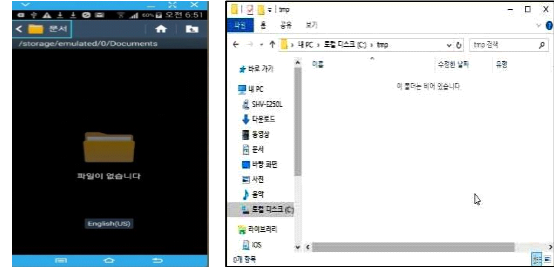 60% 오전 6:51
문서
/storage/emulated/0/Documents
파일이 없습니다
English(US)
tmp
파일 홈 공유 보기
내 PC > 로컬 디스크 (C:) > tmp
tmp 검색
이름 수정한 날짜 유형
이 폴더는 비어 있습니다.
바로 가기
내 PC
SHV-E250L
다운로드
동영상
문서
바탕 화면
사진
음악
로컬 디스크 (C:)
라이브러리
IOS
0개 항목